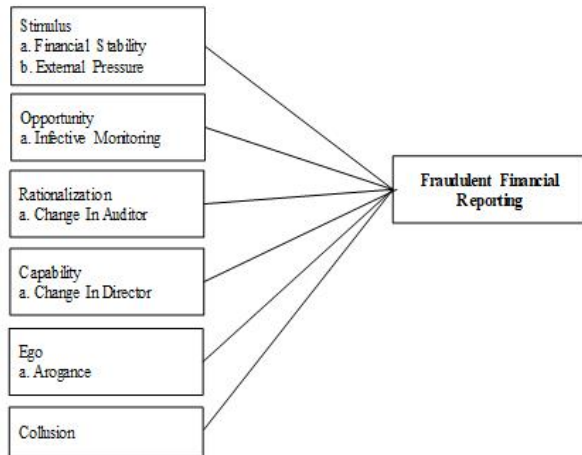 Stimulus
a. Financial Stability
b. External Pressure
Opportunity
a. Infective Monitoring
Rationalization
a. Change In Auditor
Capability
a. Change In Director
Ego
a. Arogance
Collusion
Fraudulent Financial
Reporting